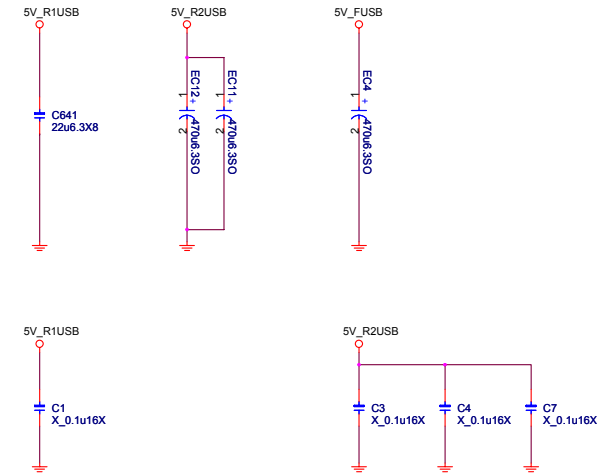 5V_R1USB
5V_R2USB
5V_FUSB
C641
22u6.3X8
1
EC12
+
2
470u6.3SO
1
EC11
+
2
470u6.3SO
1
EC4
+
2
470u6.3SO
5V_R1USB
5V_R2USB
C1
X_0.1u16X
C3
X_0.1u16X
C4
X_0.1u16X
C7
X_0.1u16X